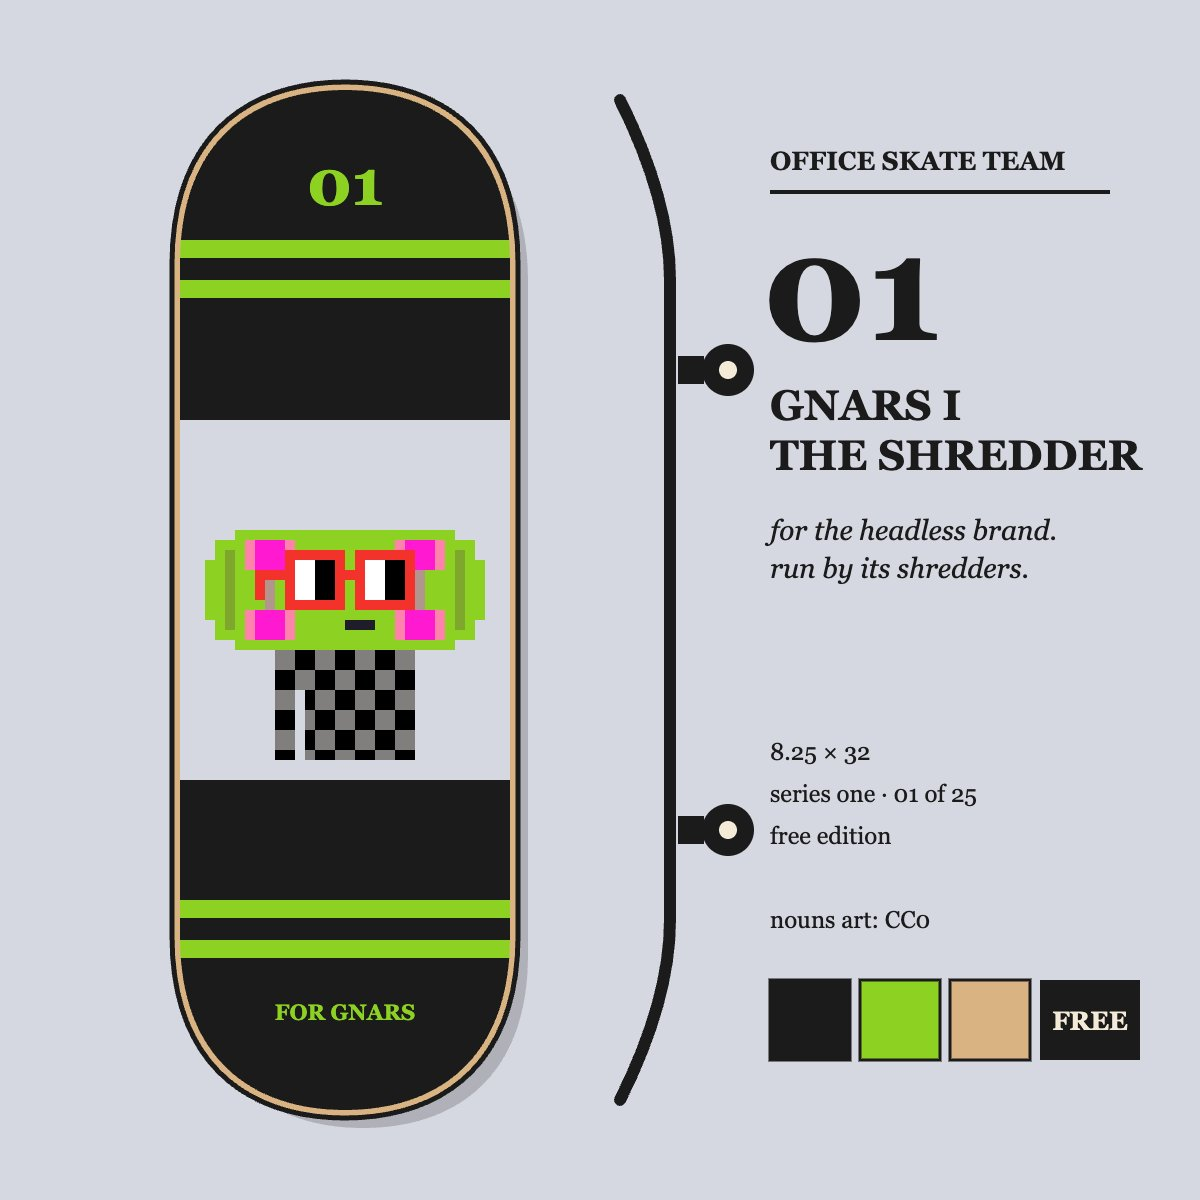 01
FOR GNARS
OFFICE SKATE TEAM
01
GNARS I
THE SHREDDER
for the headless brand.
run by its shredders.
8.25 × 32
series one · 01 of 25
free edition
nouns art: CC0
FREE